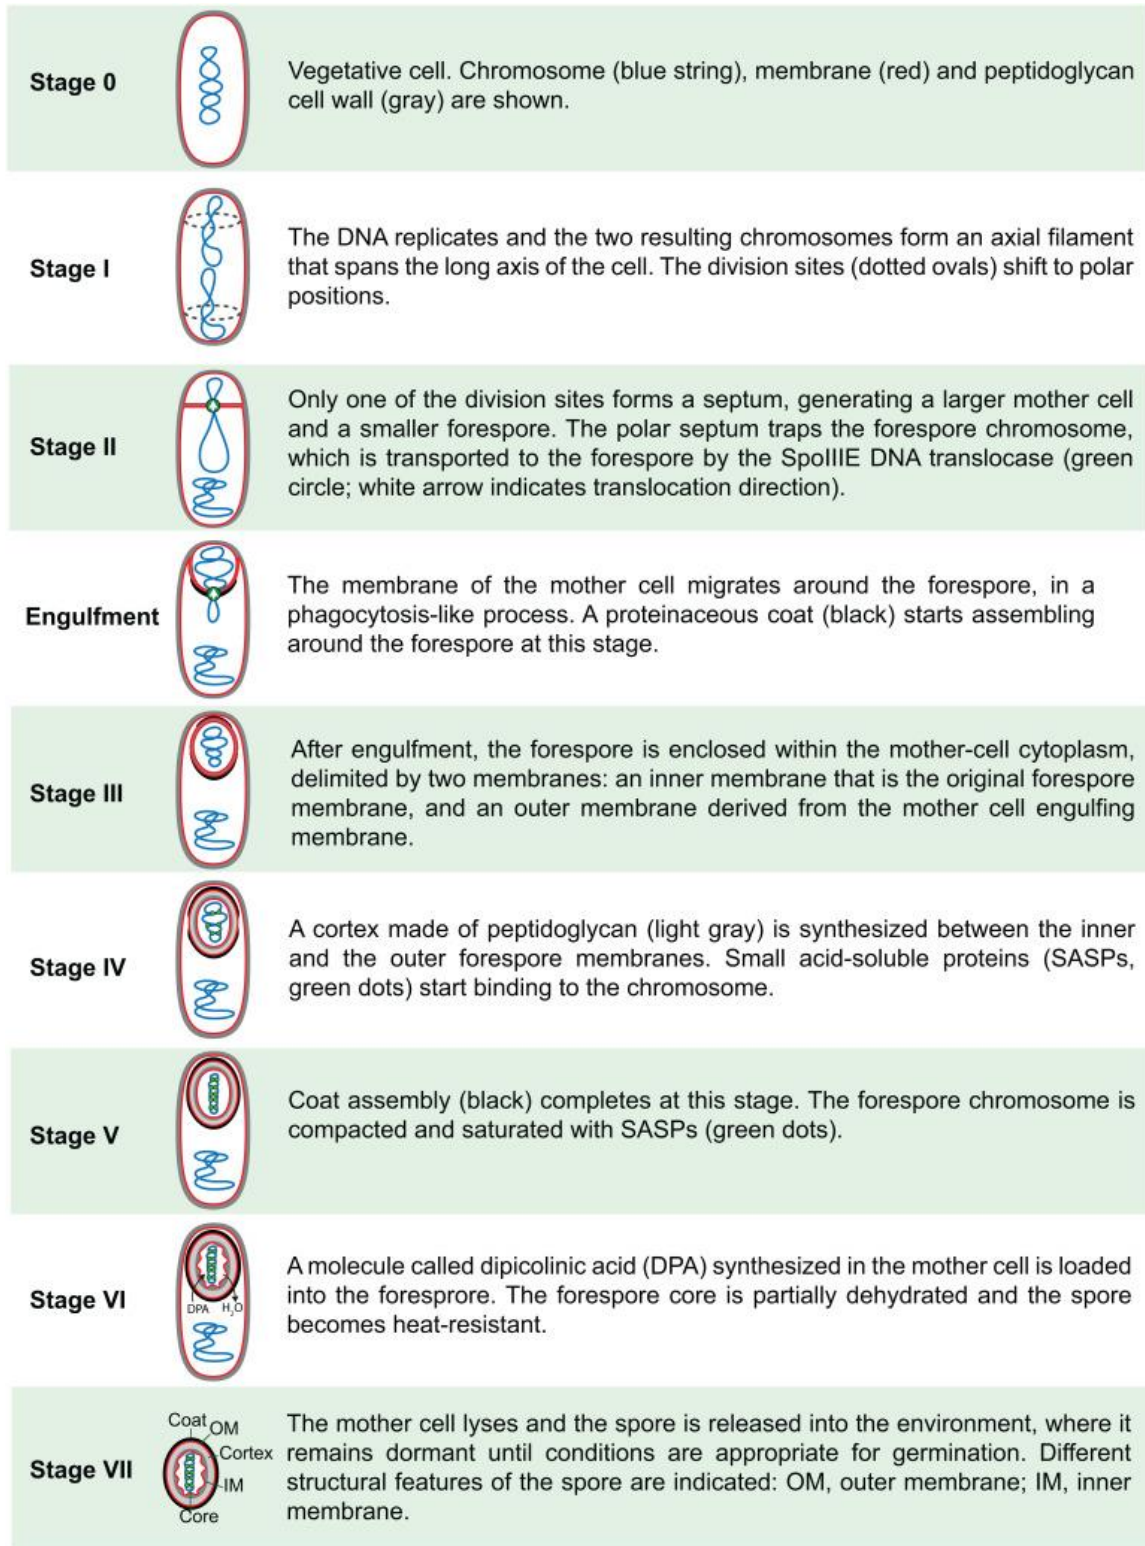 Stage 0
Vegetative cell. Chromosome (blue string), membrane (red) and peptidoglycan
cell wall (gray) are shown.
Stage I
The DNA replicates and the two resulting chromosomes form an axial filament
that spans the long axis of the cell. The division sites (dotted ovals) shift to polar
positions.
Stage II
Only one of the division sites forms a septum, generating a larger mother cell
and a smaller forespore. The polar septum traps the forespore chromosome,
which is transported to the forespore by the SpoIIIE DNA translocase (green
circle; white arrow indicates translocation direction).
Engulfment
The membrane of the mother cell migrates around the forespore, in a
phagocytosis-like process. A proteinaceous coat (black) starts assembling
around the forespore at this stage.
Stage III
After engulfment, the forespore is enclosed within the mother-cell cytoplasm,
delimited by two membranes: an inner membrane that is the original forespore
membrane, and an outer membrane derived from the mother cell engulfing
membrane.
Stage IV
A cortex made of peptidoglycan (light gray) is synthesized between the inner
and the outer forespore membranes. Small acid-soluble proteins (SASPs,
green dots) start binding to the chromosome.
Stage V
Coat assembly (black) completes at this stage. The forespore chromosome is
compacted and saturated with SASPs (green dots).
Stage VI
DPA H₂O
A molecule called dipicolinic acid (DPA) synthesized in the mother cell is loaded
into the foresprore. The forespore core is partially dehydrated and the spore
becomes heat-resistant.
Stage VII
Coat
OM
Cortex
IM
Core
The mother cell lyses and the spore is released into the environment, where it
remains dormant until conditions are appropriate for germination. Different
structural features of the spore are indicated: OM, outer membrane; IM, inner
membrane.